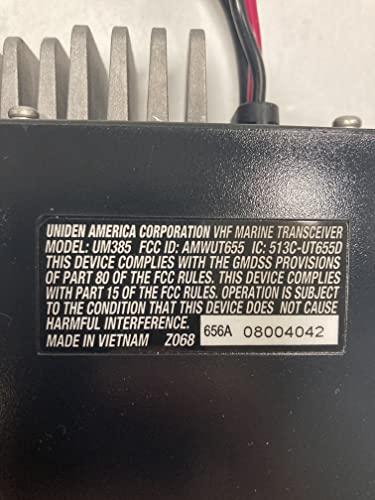 UNIDEN AMERICA CORPORATION VHF MARINE TRANSCEIVER
MODEL: UM385 FCC ID: AMWUT655 IC: 513C-UT655D
THIS DEVICE COMPLIES WITH THE GMDSS PROVISIONS
OF PART 80 OF THE FCC RULES. THIS DEVICE COMPLIES
WITH PART 15 OF THE FCC RULES. OPERATION IS SUBJECT
TO THE CONDITION THAT THIS DEVICE DOES NOT CAUSE
HARMFUL INTERFERENCE. 656A 08004042
MADE IN VIETNAM Z068